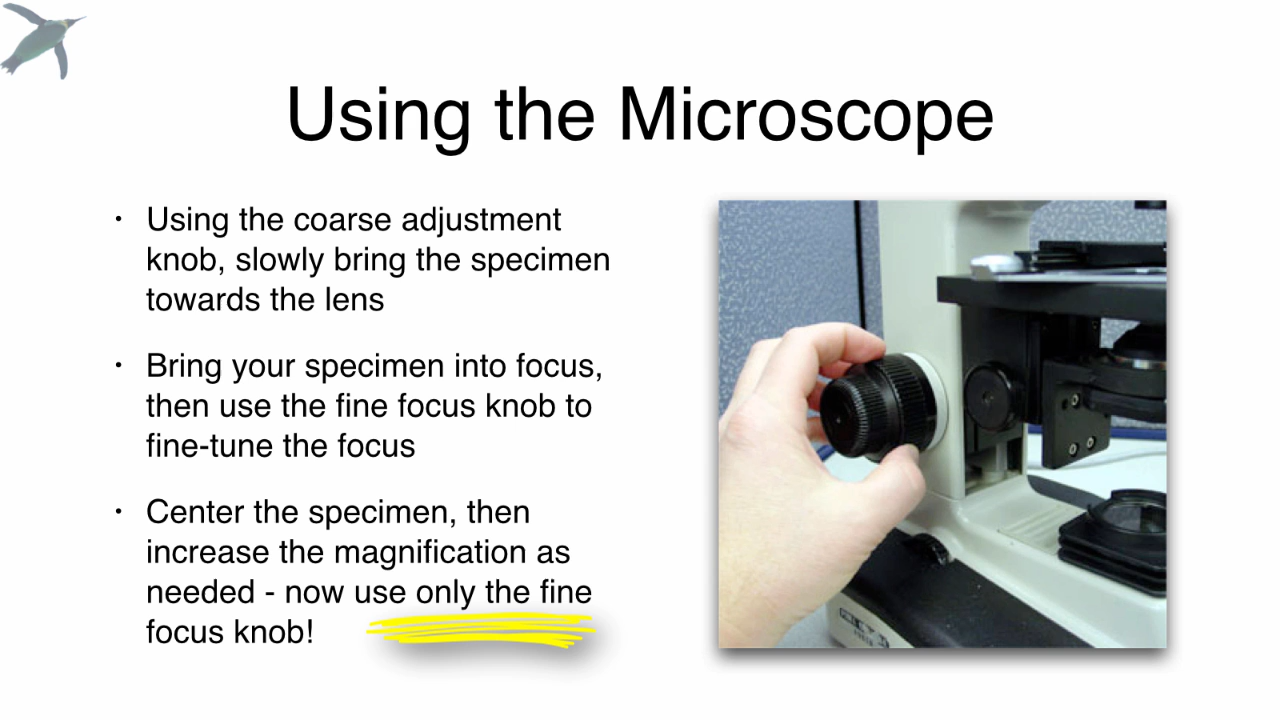 Using the Microscope
• Using the coarse adjustment
knob, slowly bring the specimen
towards the lens
• Bring your specimen into focus,
then use the fine focus knob to
fine-tune the focus
• Center the specimen, then
increase the magnification as
needed - now use only the fine
focus knob!